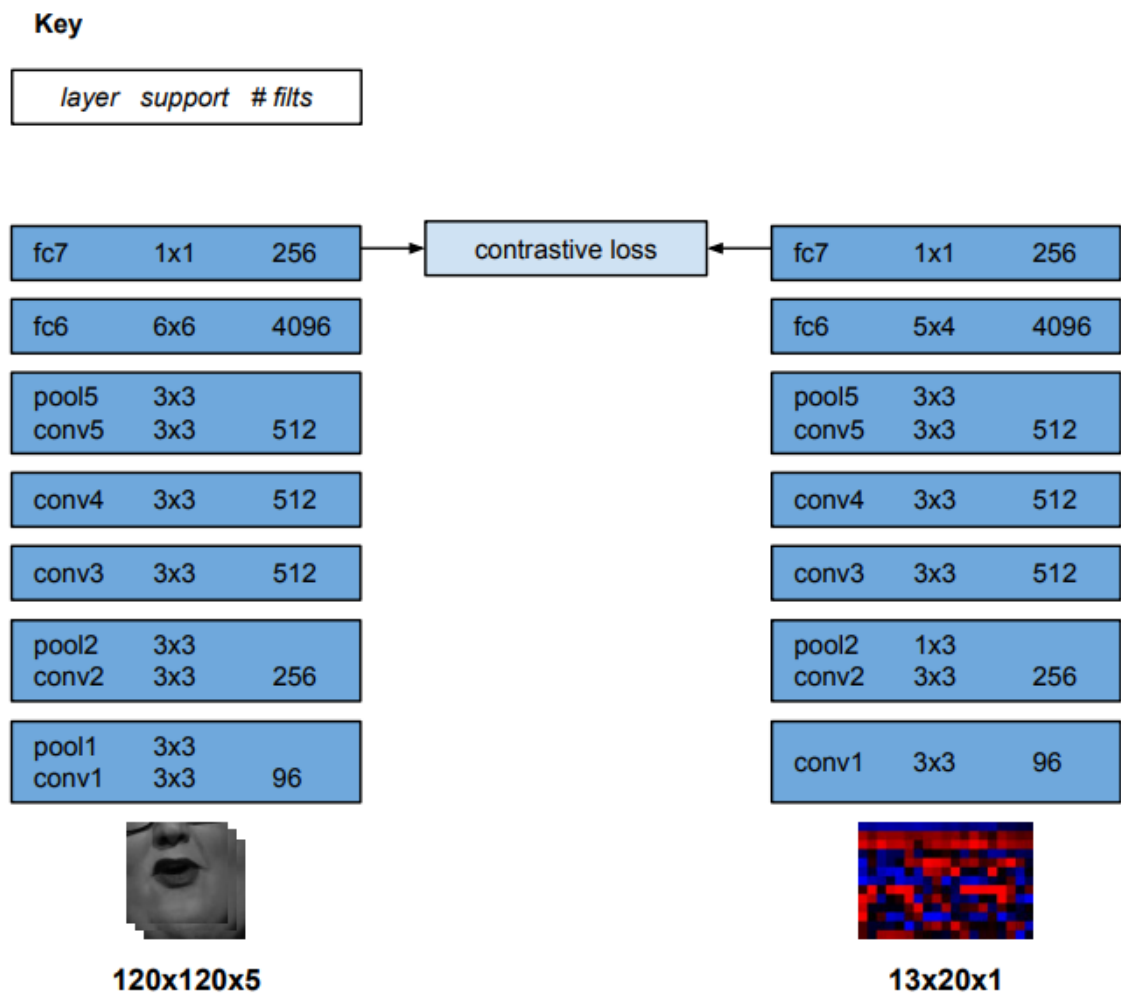 Key
layer support # filts
fc7 1x1 256
contrastive loss
fc7 1x1 256
fc6 6x6 4096
fc6 5x4 4096
pool5 3x3
conv5 3x3 512
pool5 3x3
conv5 3x3 512
conv4 3x3 512
conv4 3x3 512
conv3 3x3 512
conv3 3x3 512
pool2 3x3
conv2 3x3 256
pool2 1x3
conv2 3x3 256
pool1 3x3
conv1 3x3 96
conv1 3x3 96
120x120x5
13x20x1